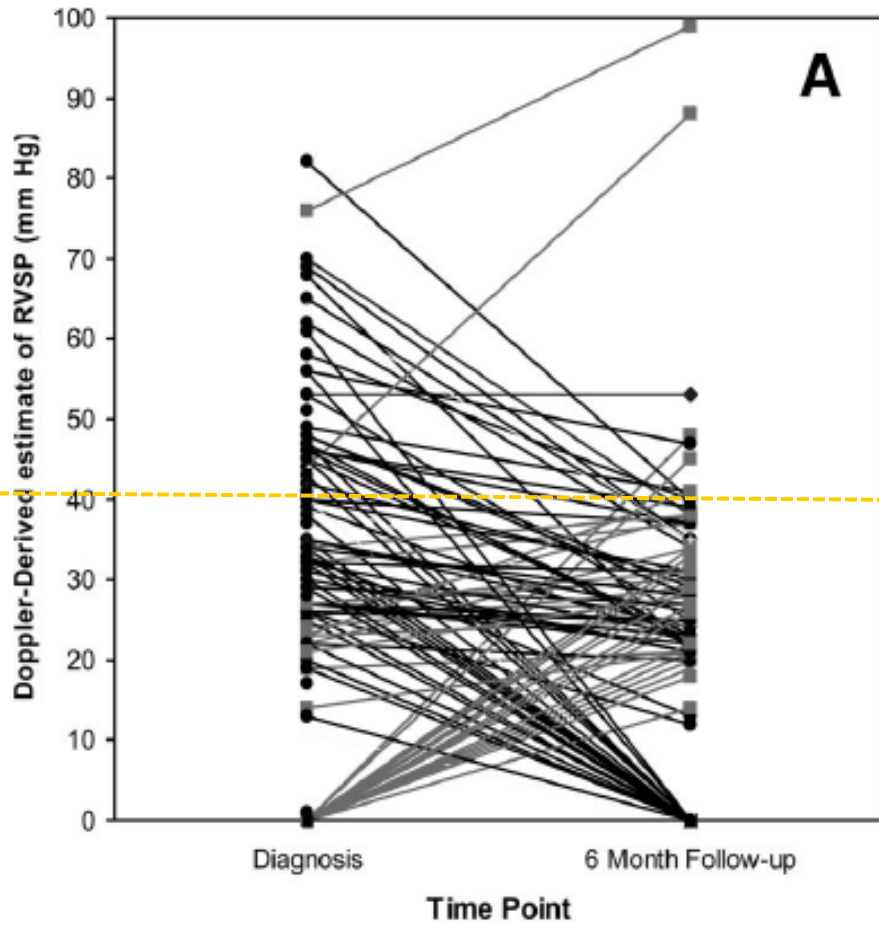 A
Doppler-Derived estimate of RVSP (mm Hg)
100
90
80
70
60
50
40
30
20
10
0
Diagnosis
6 Month Follow-up
Time Point